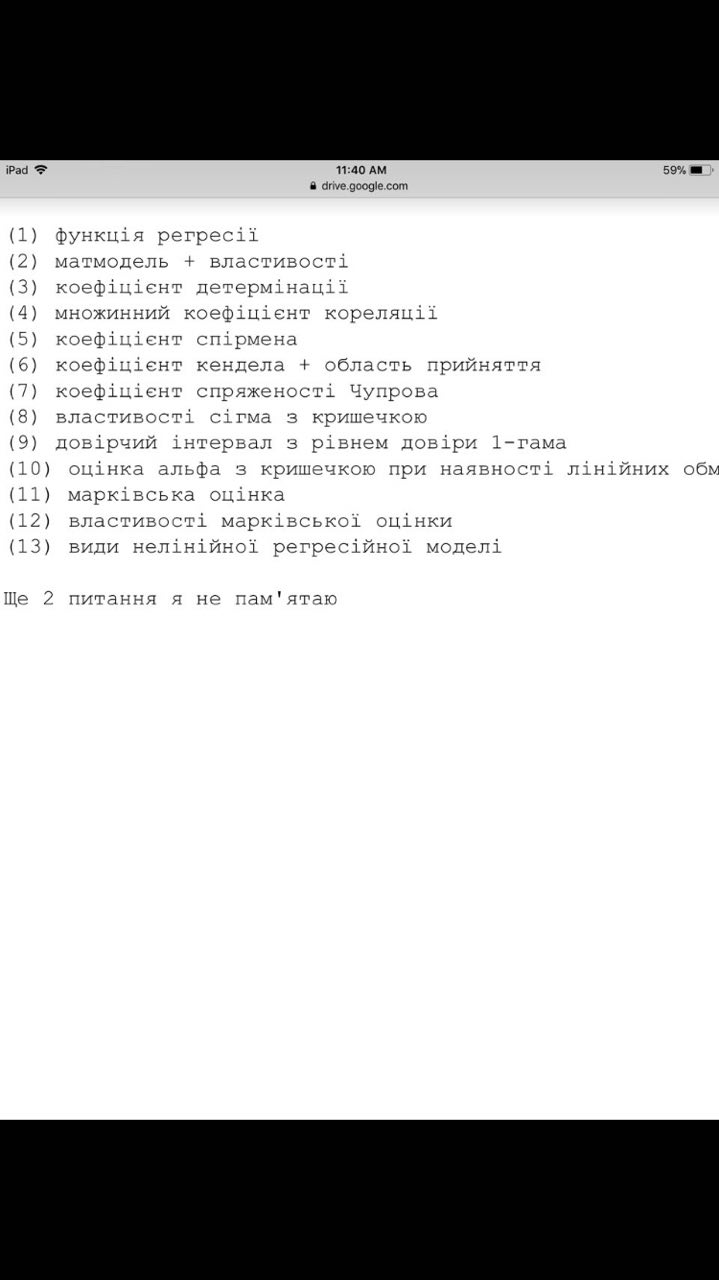 iPad 11:40 AM 59%
drive.google.com
(1) функція регресії
(2) матмодель + властивості
(3) коефіцієнт детермінації
(4) множинний коефіцієнт кореляції
(5) коефіцієнт спірмена
(6) коефіцієнт кендела + область прийняття
(7) коефіцієнт спряженості Чупрова
(8) властивості сігма з кришечкою
(9) довірчий інтервал з рівнем довіри 1-гама
(10) оцінка альфа з кришечкою при наявності лінійних обм
(11) марківська оцінка
(12) властивості марківської оцінки
(13) види нелінійної регресійної моделі
Ще 2 питання я не пам'ятаю